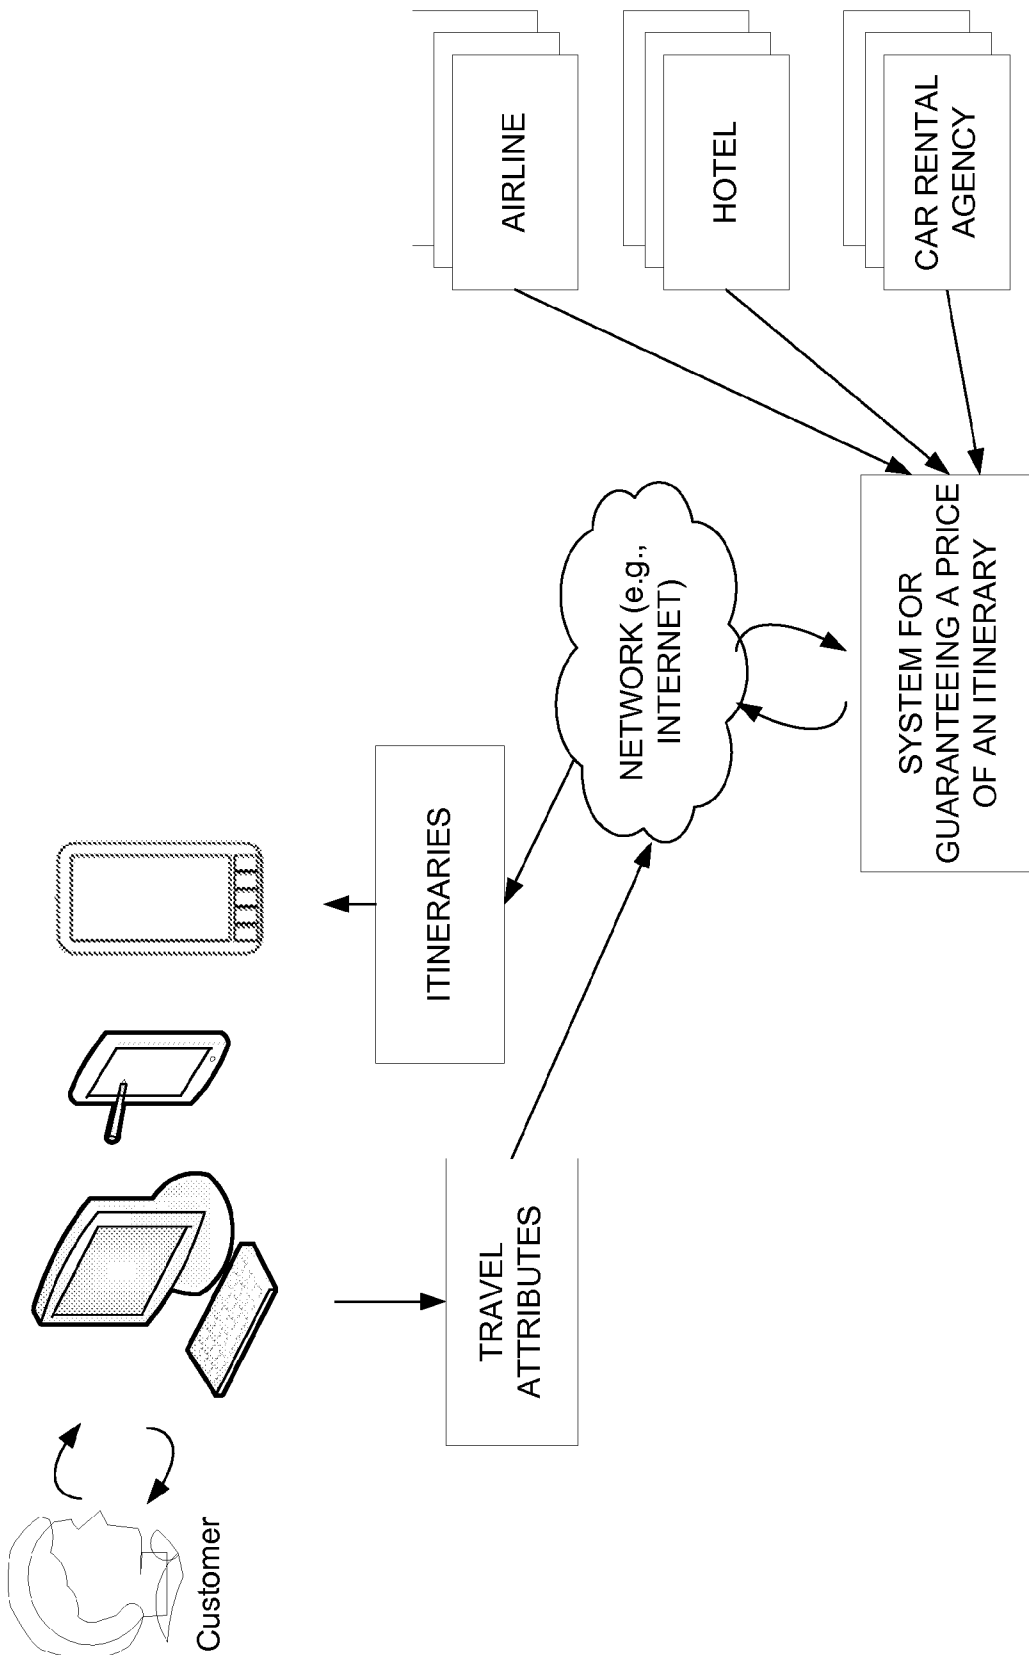 Customer
TRAVEL
ATTRIBUTES
ITINERARIES
NETWORK (e.g.,
INTERNET)
SYSTEM FOR
GUARANTEEING A PRICE
OF AN ITINERARY
AIRLINE
HOTEL
CAR RENTAL
AGENCY